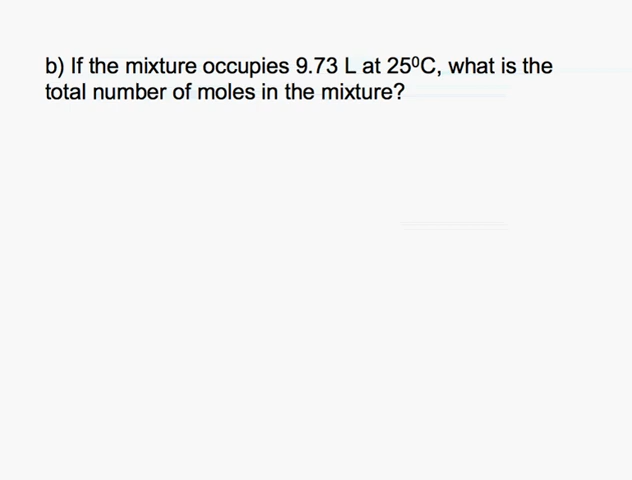 b) If the mixture occupies 9.73 L at 25⁰C, what is the
total number of moles in the mixture?